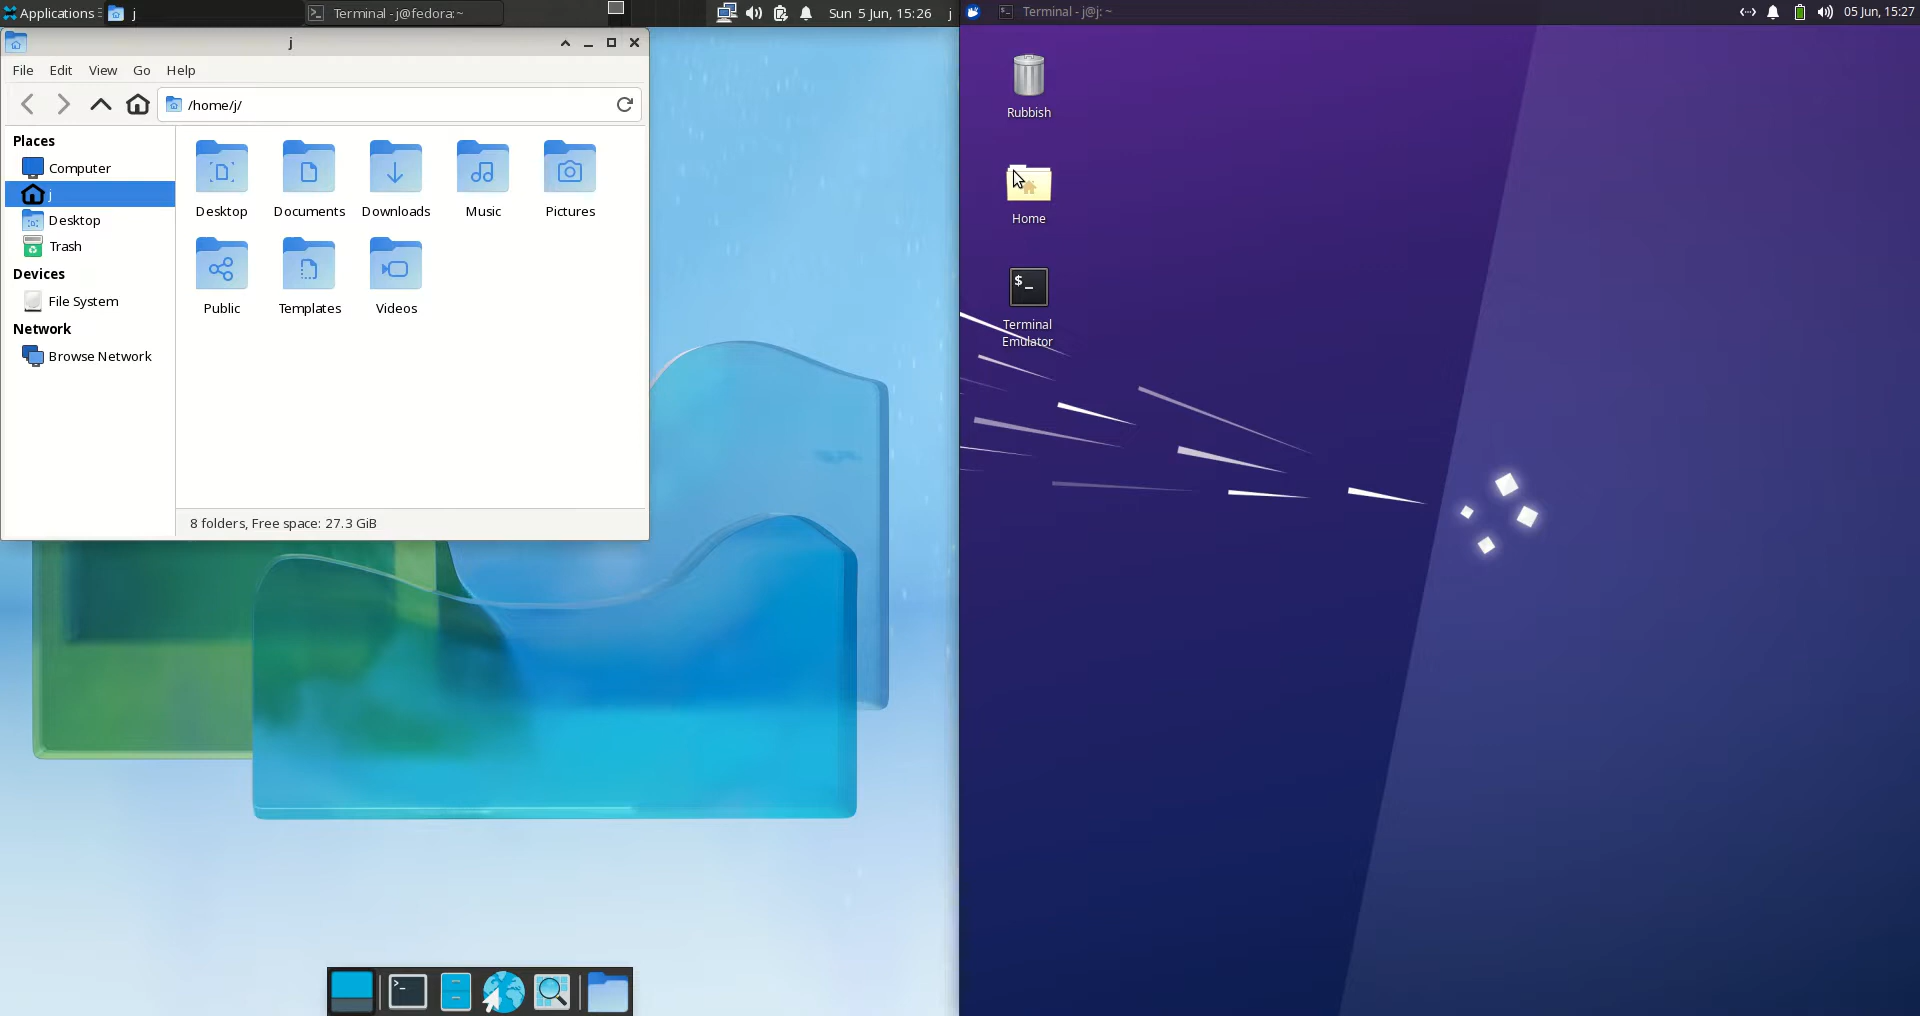 Applications
j
Terminal - j@fedora:~
Sun 5 Jun, 15:26
j
j
File Edit View Go Help
/home/j/
Places
Computer
j
Desktop
Trash
Devices
File System
Network
Browse Network
Desktop Documents Downloads Music Pictures
Public Templates Videos
8 folders, Free space: 27.3 GiB
Terminal - j@j: ~
05 Jun, 15:27
Rubbish
Home
$_
Terminal
Emulator